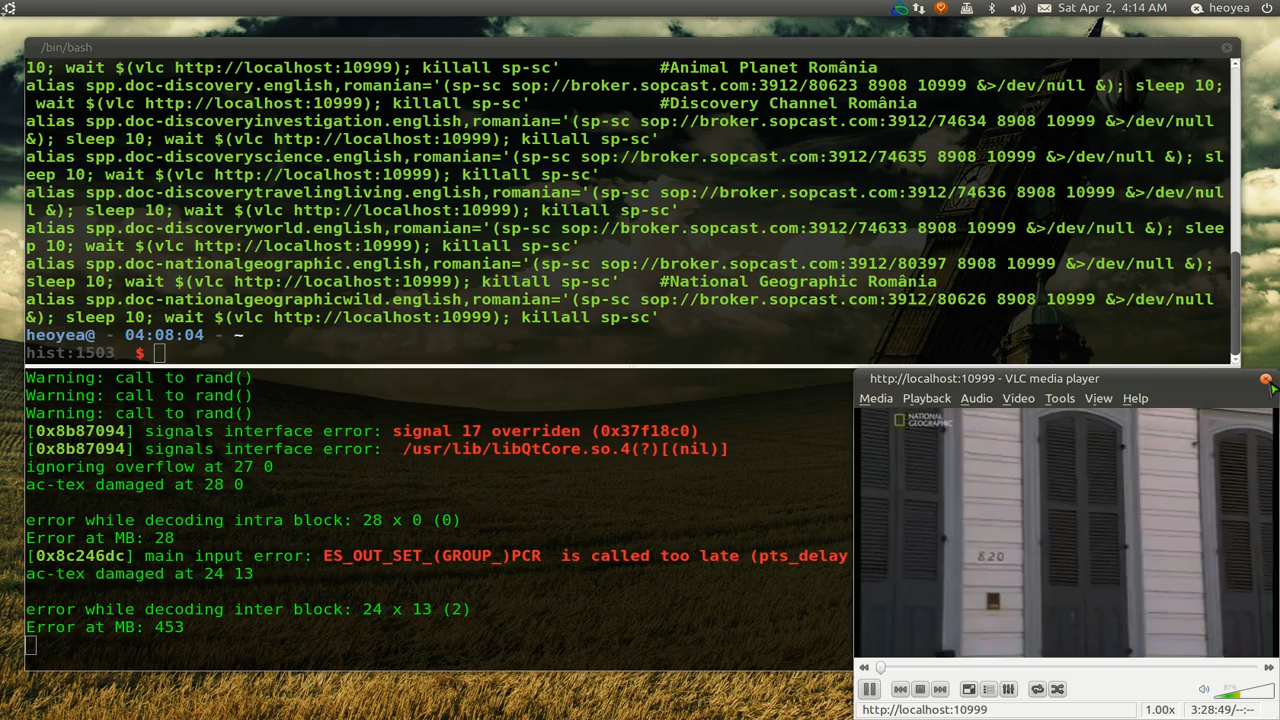 Sat Apr 2, 4:14 AM heoyea
/bin/bash
10; wait $(vlc http://localhost:10999); killall sp-sc' #Animal Planet România
alias spp.doc-discovery.english,romanian='(sp-sc sop://broker.sopcast.com:3912/80623 8908 10999 &>/dev/null &); sleep 10;
wait $(vlc http://localhost:10999); killall sp-sc' #Discovery Channel România
alias spp.doc-discoveryinvestigation.english,romanian='(sp-sc sop://broker.sopcast.com:3912/74634 8908 10999 &>/dev/null
&); sleep 10; wait $(vlc http://localhost:10999); killall sp-sc'
alias spp.doc-discoveryscience.english,romanian='(sp-sc sop://broker.sopcast.com:3912/74635 8908 10999 &>/dev/null &); sl
eep 10; wait $(vlc http://localhost:10999); killall sp-sc'
alias spp.doc-discoverytravelingliving.english,romanian='(sp-sc sop://broker.sopcast.com:3912/74636 8908 10999 &>/dev/nul
l &); sleep 10; wait $(vlc http://localhost:10999); killall sp-sc'
alias spp.doc-discoveryworld.english,romanian='(sp-sc sop://broker.sopcast.com:3912/74633 8908 10999 &>/dev/null &); slee
p 10; wait $(vlc http://localhost:10999); killall sp-sc'
alias spp.doc-nationalgeographic.english,romanian='(sp-sc sop://broker.sopcast.com:3912/80397 8908 10999 &>/dev/null &);
sleep 10; wait $(vlc http://localhost:10999); killall sp-sc' #National Geographic România
alias spp.doc-nationalgeographicwild.english,romanian='(sp-sc sop://broker.sopcast.com:3912/80626 8908 10999 &>/dev/null
&); sleep 10; wait $(vlc http://localhost:10999); killall sp-sc'
heoyea@ - 04:08:04 - ~
hist:1503 $
Warning: call to rand()
Warning: call to rand()
Warning: call to rand()
[0x8b87094] signals interface error: signal 17 overriden (0x37f18c0)
[0x8b87094] signals interface error: /usr/lib/libQtCore.so.4(?)[(nil)]
ignoring overflow at 27 0
ac-tex damaged at 28 0
error while decoding intra block: 28 x 0 (0)
Error at MB: 28
[0x8c246dc] main input error: ES_OUT_SET_(GROUP_)PCR is called too late (pts_delay
ac-tex damaged at 24 13
error while decoding inter block: 24 x 13 (2)
Error at MB: 453
http://localhost:10999 - VLC media player
Media Playback Audio Video Tools View Help
NATIONAL
GEOGRAPHIC
820
87%
http://localhost:10999 1.00x 3:28:49/--:--